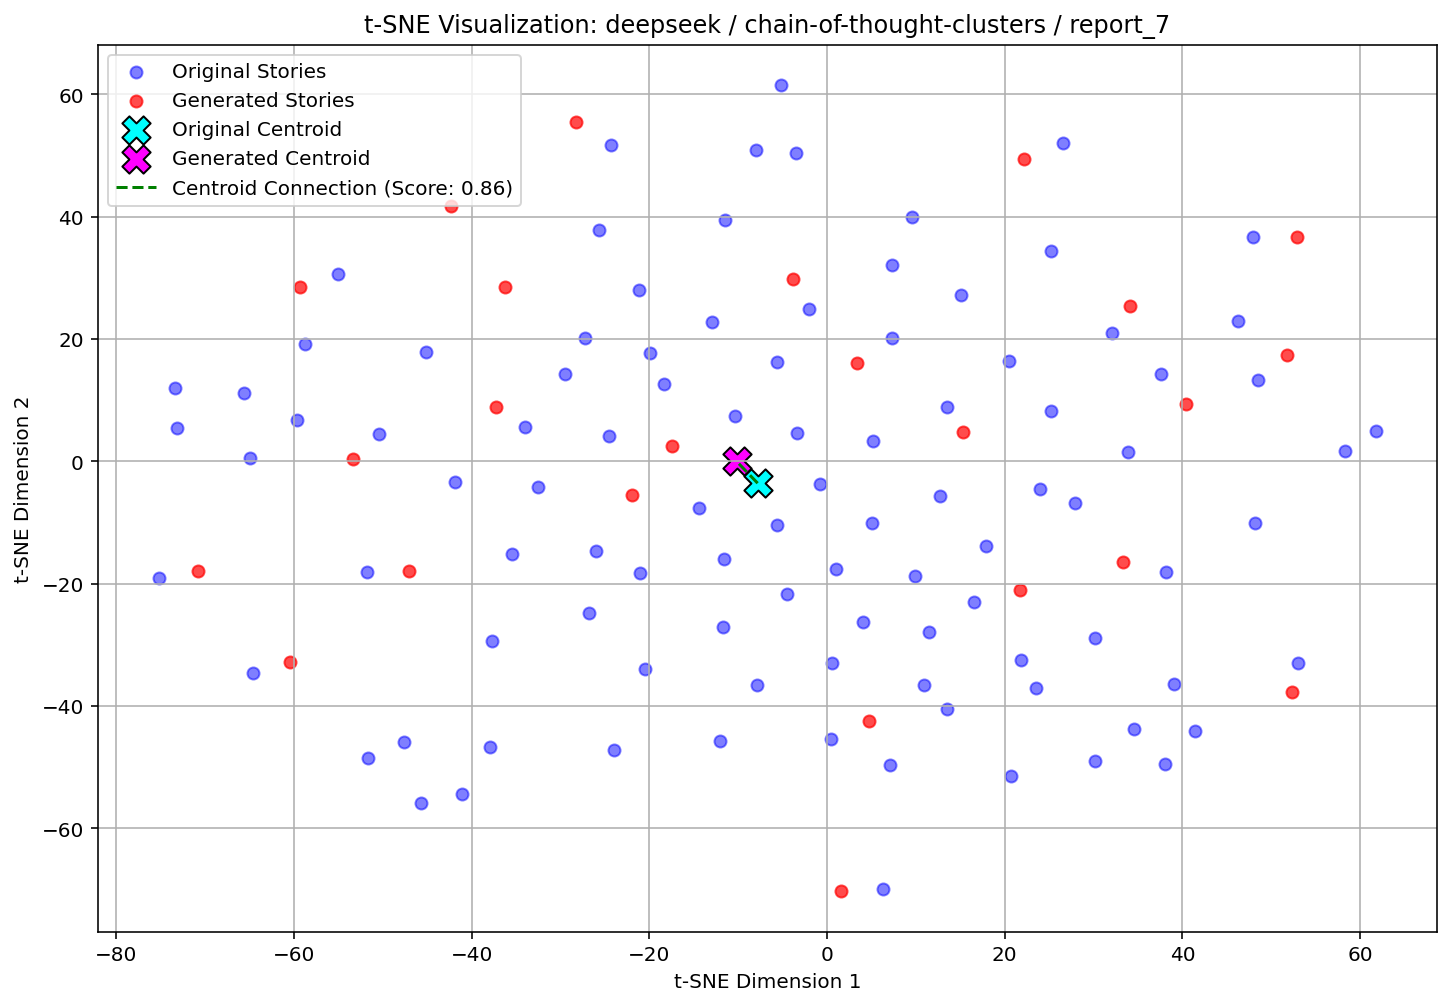 t-SNE Visualization: deepseek / chain-of-thought-clusters / report_7
Original Stories
Generated Stories
Original Centroid
Generated Centroid
Centroid Connection (Score: 0.86)
60
40
20
0
−20
−40
−60
t-SNE Dimension 2
−80
−60
−40
−20
0
20
40
60
t-SNE Dimension 1